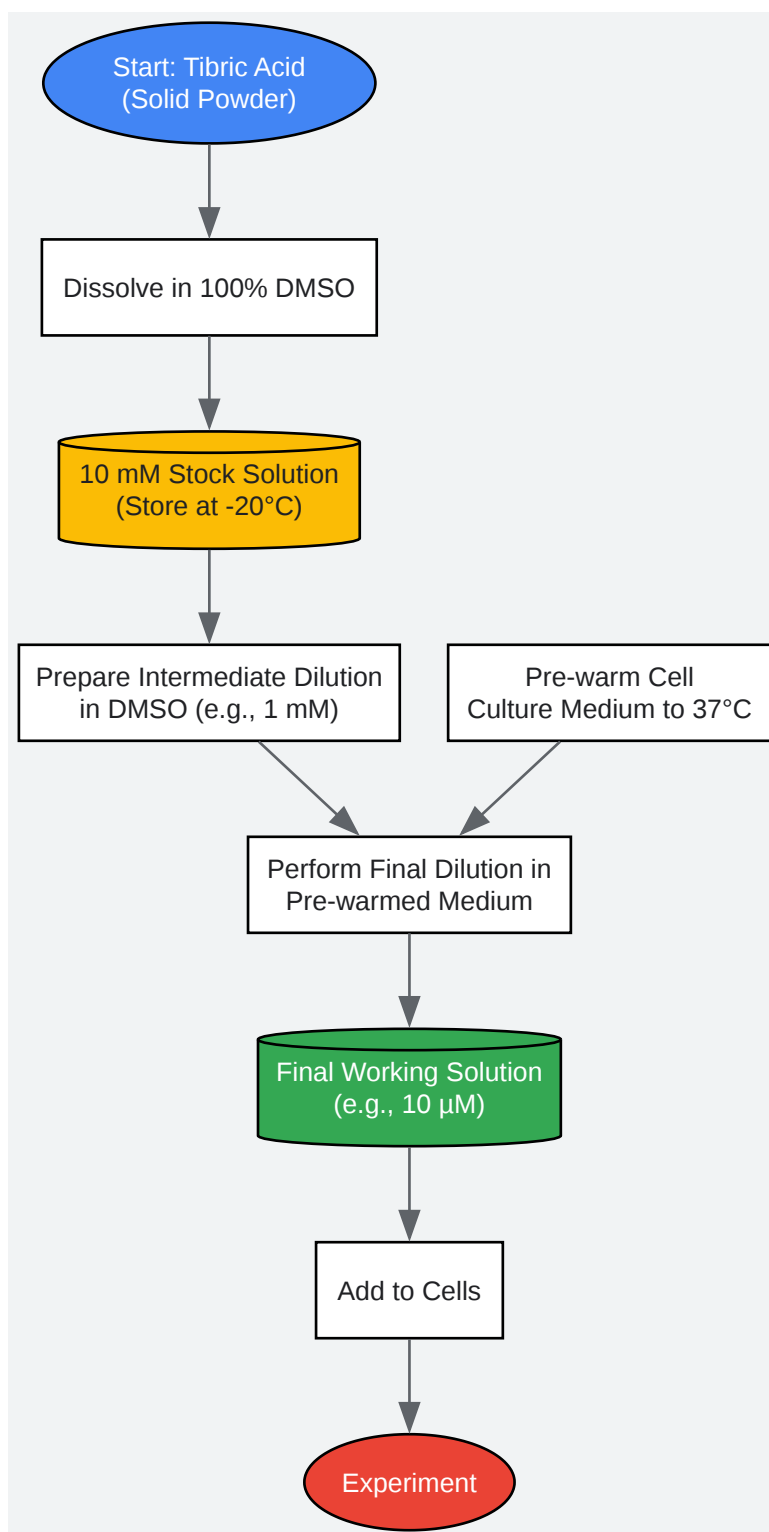 Start: Tibric Acid
(Solid Powder)
Dissolve in 100% DMSO
10 mM Stock Solution
(Store at -20°C)
Prepare Intermediate Dilution
in DMSO (e.g., 1 mM)
Pre-warm Cell
Culture Medium to 37°C
Perform Final Dilution in
Pre-warmed Medium
Final Working Solution
(e.g., 10 µM)
Add to Cells
Experiment